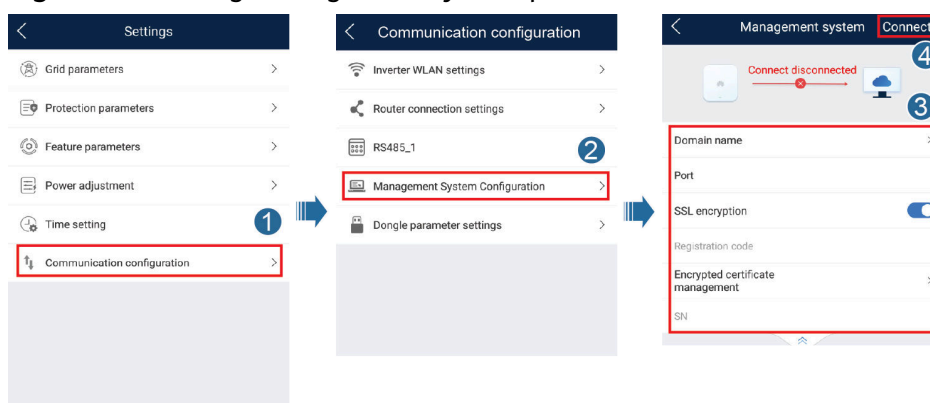 Settings
Grid parameters
Protection parameters
Feature parameters
Power adjustment
Time setting
1
Communication configuration
Communication configuration
Inverter WLAN settings
Router connection settings
RS485_1
2
Management System Configuration
Dongle parameter settings
Management system
Connect
4
Connect disconnected
3
Domain name
Port
SSL encryption
Registration code
Encrypted certificate
management
SN